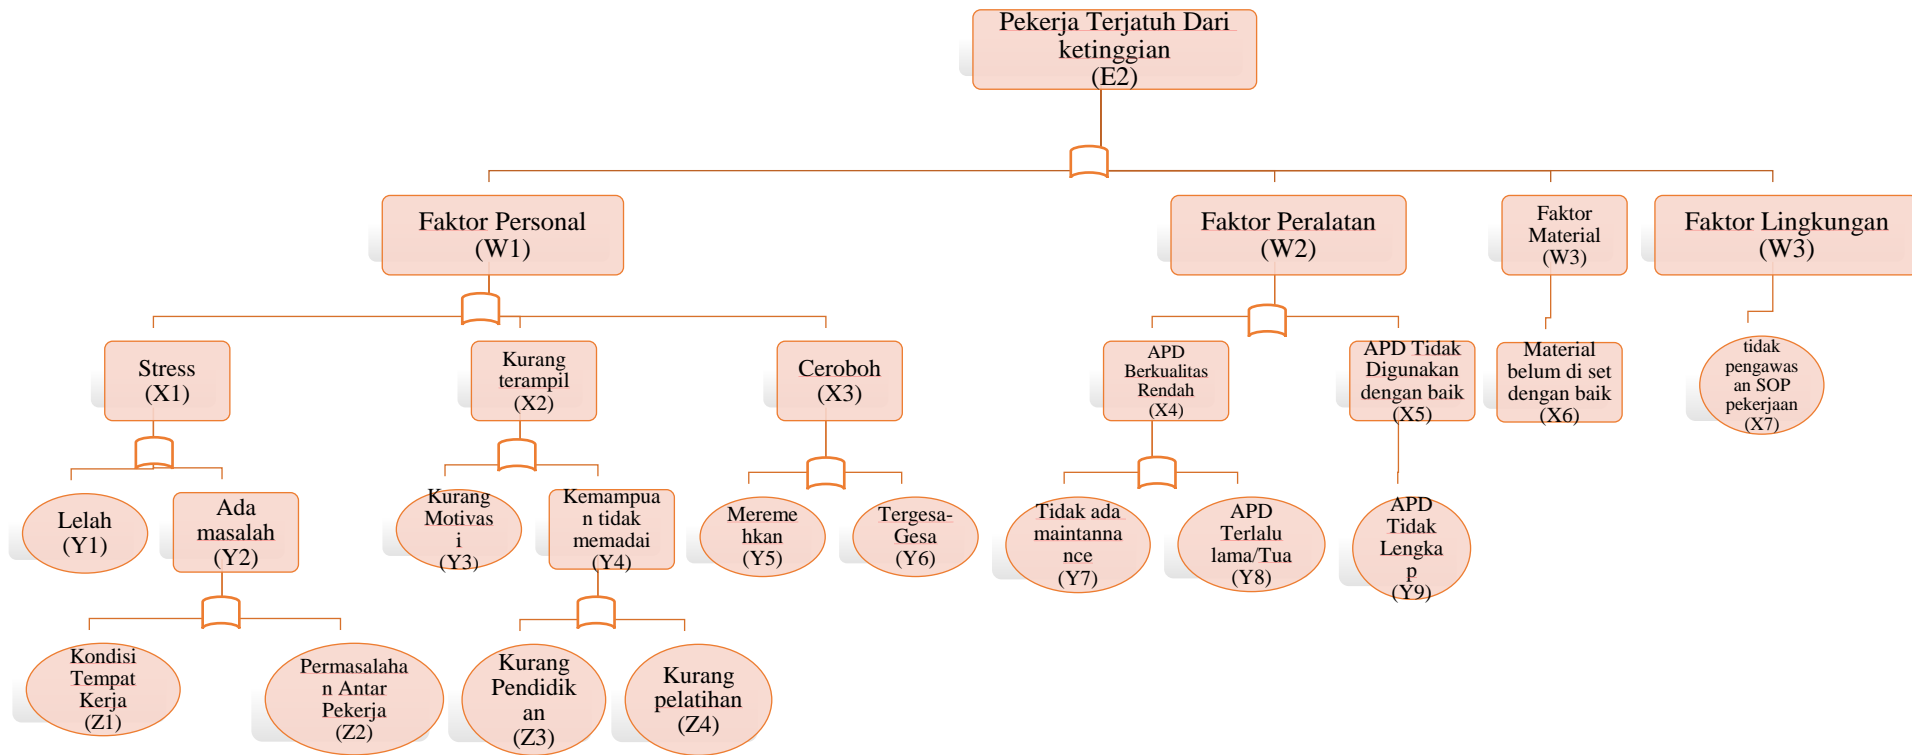 Pekerja Terjatuh Dari
ketinggian
(E2)
Faktor Personal
(W1)
Faktor Peralatan
(W2)
Faktor
Material
(W3)
Faktor Lingkungan
(W3)
Stress
(X1)
Kurang
terampil
(X2)
Ceroboh
(X3)
APD
Berkualitas
Rendah
(X4)
APD Tidak
Digunakan
dengan baik
(X5)
Material
belum di set
dengan baik
(X6)
tidak
pengawas
an SOP
pekerjaan
(X7)
Lelah
(Y1)
Ada
masalah
(Y2)
Kurang
Motivas
i
(Y3)
Kemampua
n tidak
memadai
(Y4)
Mereme
hkan
(Y5)
Tergesa-
Gesa
(Y6)
Tidak ada
maintanna
nce
(Y7)
APD
Terlalu
lama/Tua
(Y8)
APD
Tidak
Lengka
p
(Y9)
Kondisi
Tempat
Kerja
(Z1)
Permasalaha
n Antar
Pekerja
(Z2)
Kurang
Pendidik
an
(Z3)
Kurang
pelatihan
(Z4)